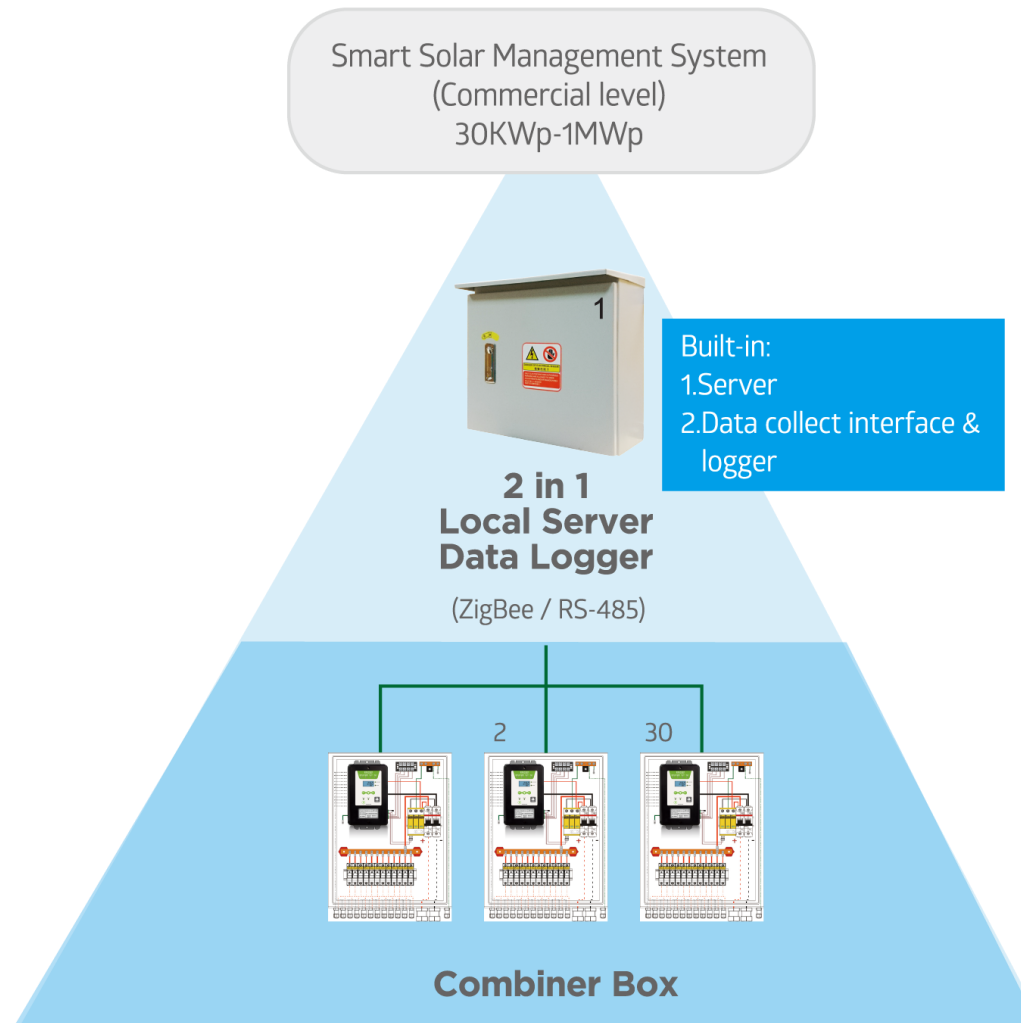 Smart Solar Management System
(Commercial level)
30KWp-1MWp
1
Built-in:
1.Server
2.Data collect interface &
logger
2 in 1
Local Server
Data Logger
(ZigBee / RS-485)
2
30
Combiner Box